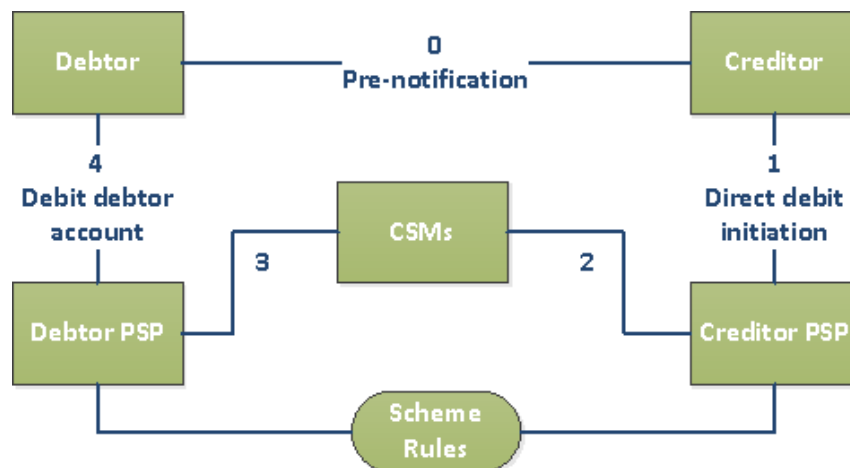 0
Debtor
Creditor
Pre-notification
4
1
Debit debtor
account
CSMs
Direct debit
initiation
3
2
Debtor PSP
Creditor PSP
Scheme
Rules